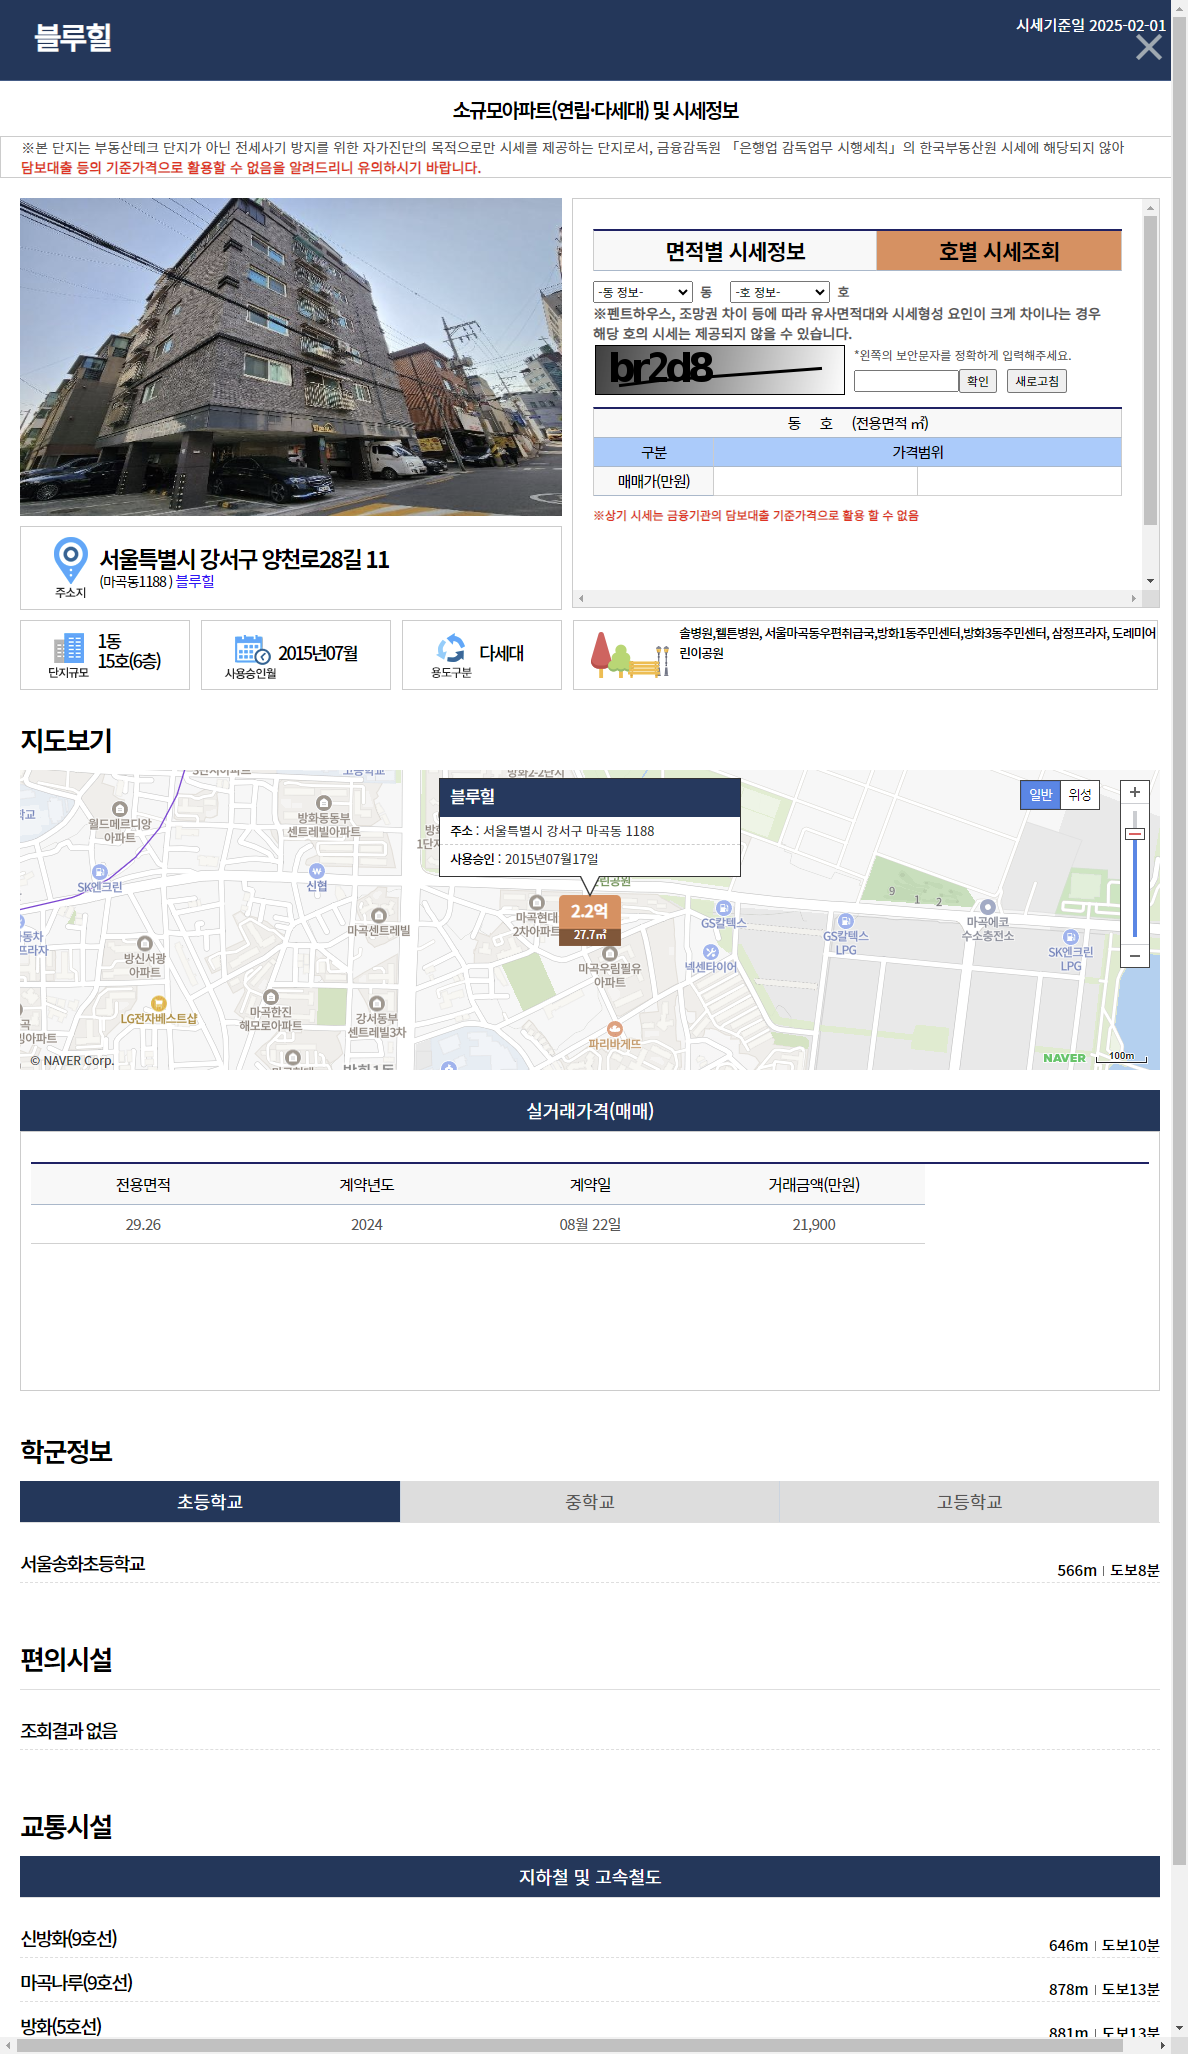 블루힐
시세기준일 2025-02-01
소규모아파트(연립·다세대) 및 시세정보
※본 단지는 부동산테크 단지가 아닌 전세사기 방지를 위한 자가진단의 목적으로만 시세를 제공하는 단지로서, 금융감독원 「은행업 감독업무 시행세칙」의 한국부동산원 시세에 해당되지 않아
담보대출 등의 기준가격으로 활용할 수 없음을 알려드리니 유의하시기 바랍니다.
면적별 시세정보
호별 시세조회
-동 정보- 동 -호 정보- 호
※펜트하우스, 조망권 차이 등에 따라 유사면적대와 시세형성 요인이 크게 차이나는 경우
해당 호의 시세는 제공되지 않을 수 있습니다.
br2d8
*왼쪽의 보안문자를 정확하게 입력해주세요.
확인 새로고침
동 호 (전용면적 ㎡)
구분 가격범위
매매가(만원)
※상기 시세는 금융기관의 담보대출 기준가격으로 활용 할 수 없음
주소지
서울특별시 강서구 양천로28길 11
(마곡동1188 ) 블루힐
단지규모
1동
15호(6층)
사용승인월
2015년07월
용도구분
다세대
솔병원,웰튼병원, 서울마곡동우편취급국,방화1동주민센터,방화3동주민센터, 삼정프라자, 도레미어
린이공원
지도보기
월드메르디앙
아파트
방화동동부
센트레빌아파트
SK엔크린
신협
마곡센트레빌
방신서광
아파트
LG전자베스트샵
마곡한진
해모로아파트
강서동부
센트레빌3차
© NAVER Corp.
블루힐
주소 : 서울특별시 강서구 마곡동 1188
사용승인 : 2015년07월17일
린공원
2.2억
27.7㎡
마곡현대
2차아파트
마곡우림필유
아파트
파리바게뜨
GS칼텍스
넥센타이어
GS칼텍스
LPG
9
1
2
마곡에코
수소충전소
SK엔크린
LPG
일반 위성
NAVER
100m
실거래가격(매매)
전용면적 계약년도 계약일 거래금액(만원)
29.26 2024 08월 22일 21,900
학군정보
초등학교 중학교 고등학교
서울송화초등학교
566m 도보8분
편의시설
조회결과 없음
교통시설
지하철 및 고속철도
신방화(9호선)
646m 도보10분
마곡나루(9호선)
878m 도보13분
방화(5호선)
881m 도보13분